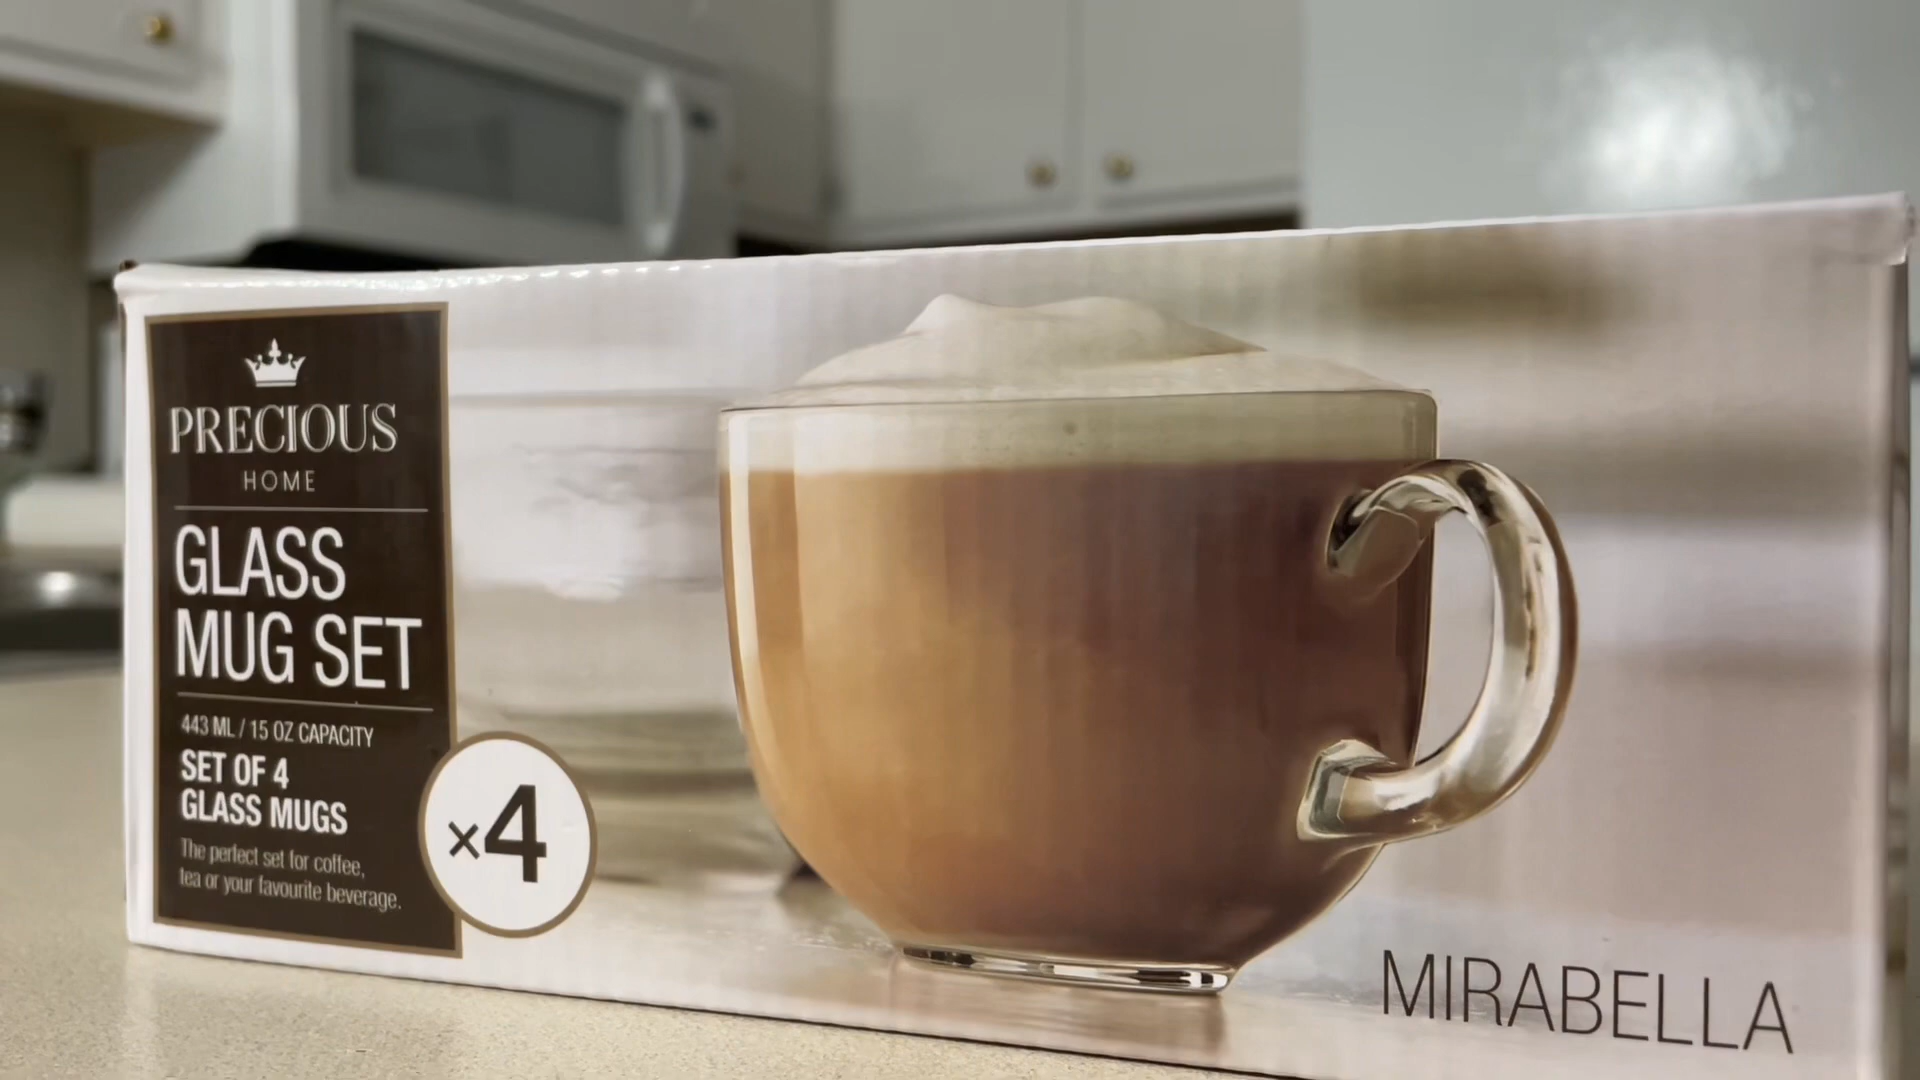 PRECIOUS
HOME
GLASS
MUG SET
443 ML / 15 OZ CAPACITY
SET OF 4
GLASS MUGS
The perfect set for coffee,
tea or your favourite beverage.
×4
MIRABELLA